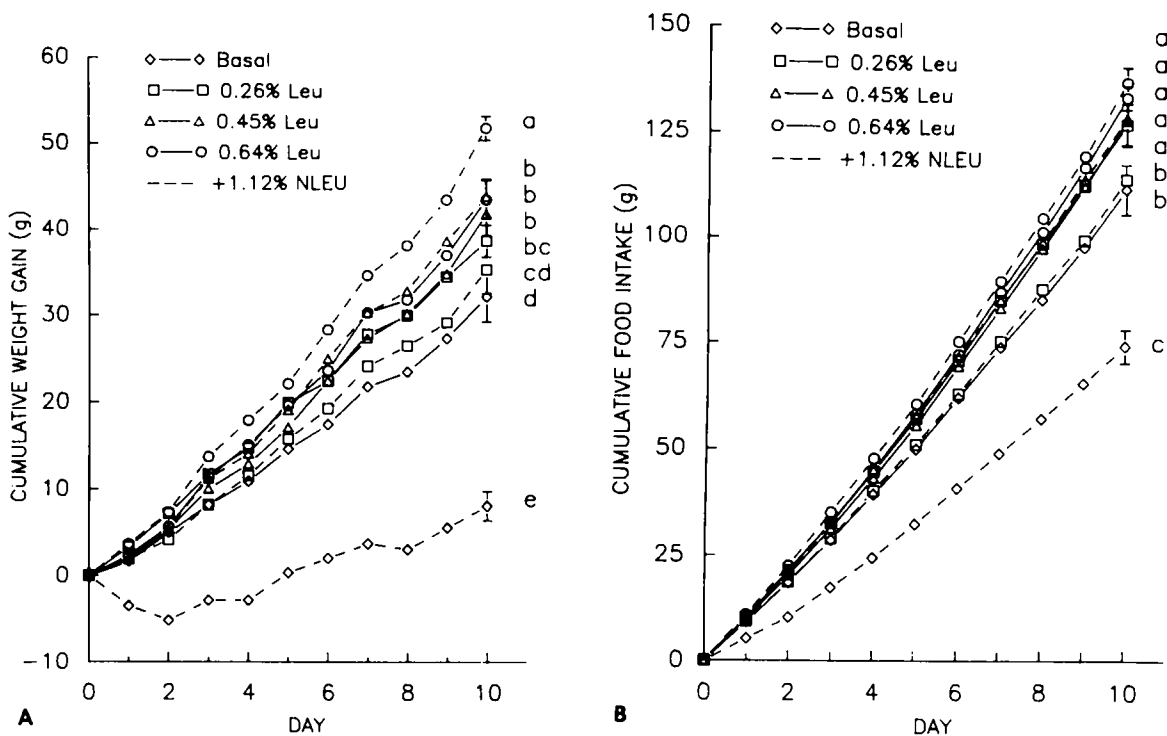 60
50
40
30
20
10
0
-10
CUMULATIVE WEIGHT GAIN (g)
Basal
0.26% Leu
0.45% Leu
0.64% Leu
+1.12% NLEU
a
b
b
b
bc
cd
d
e
0 2 4 6 8 10
DAY
A
150
125
100
75
50
25
0
CUMULATIVE FOOD INTAKE (g)
Basal
0.26% Leu
0.45% Leu
0.64% Leu
+1.12% NLEU
a
a
a
a
a
b
b
c
0 2 4 6 8 10
DAY
B